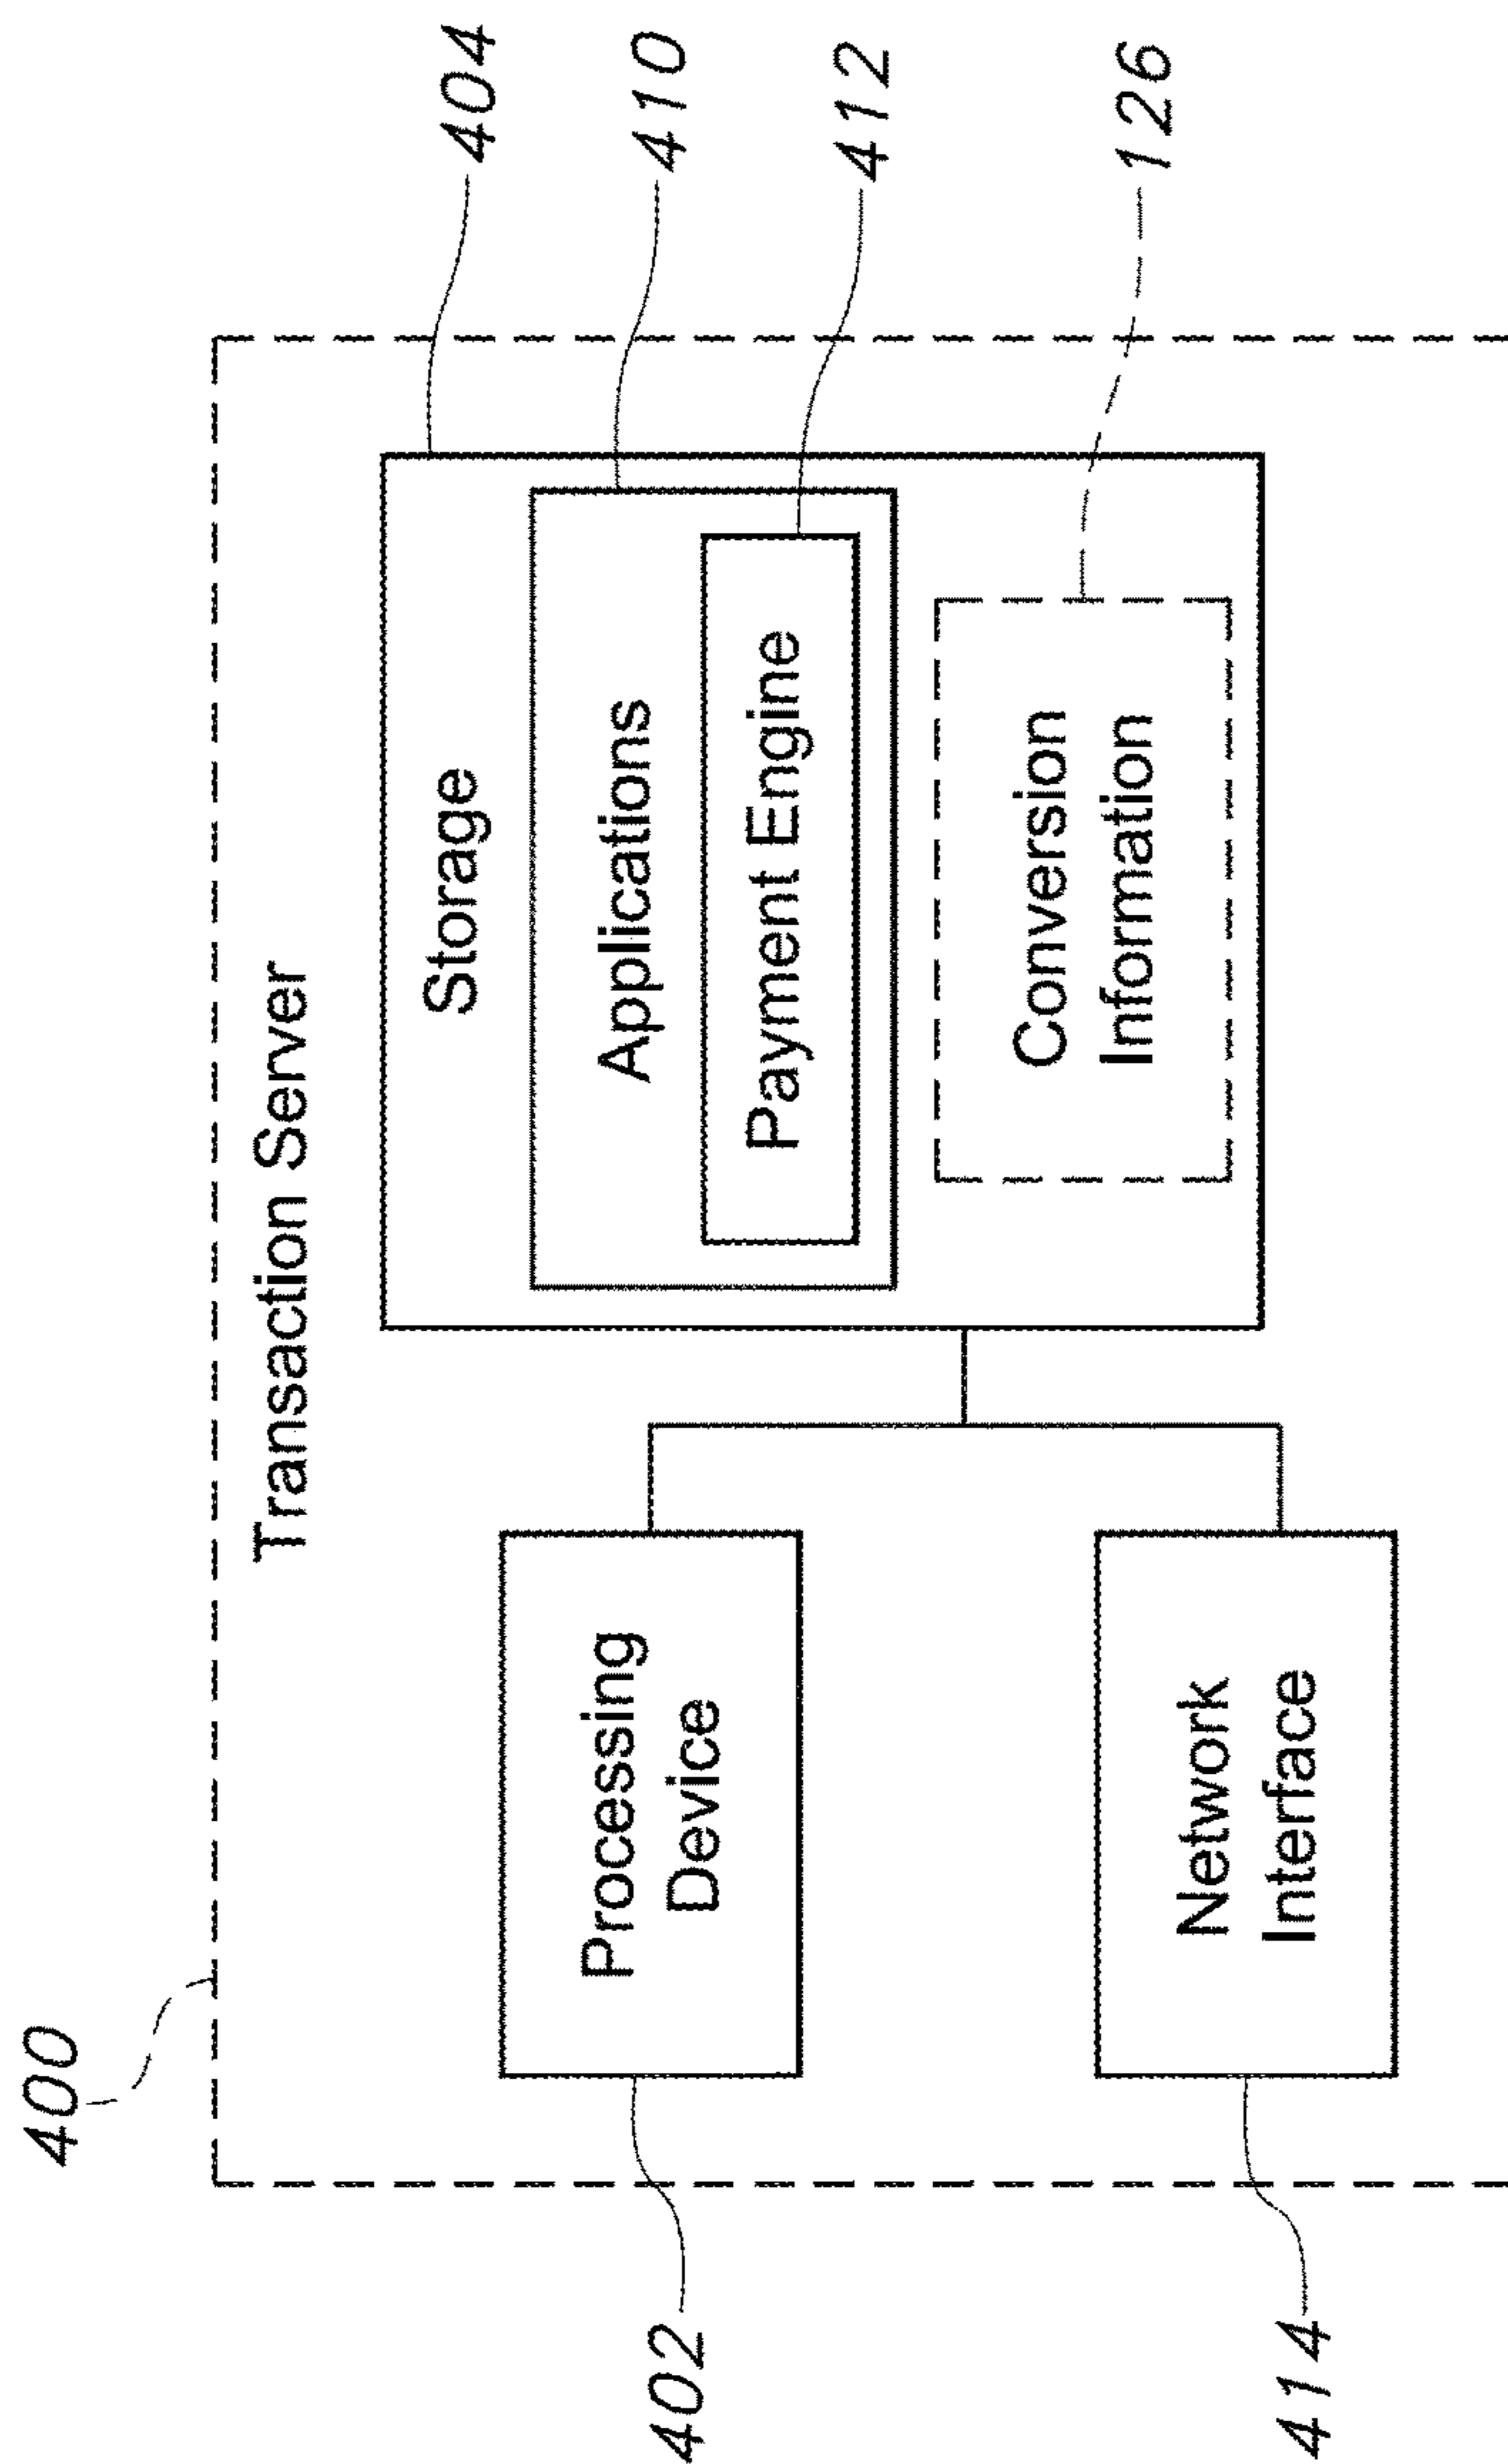 400
Transaction Server
402
Processing
Device
Storage
404
Applications
410
Payment Engine
412
Conversion
Information
126
Network
Interface
414